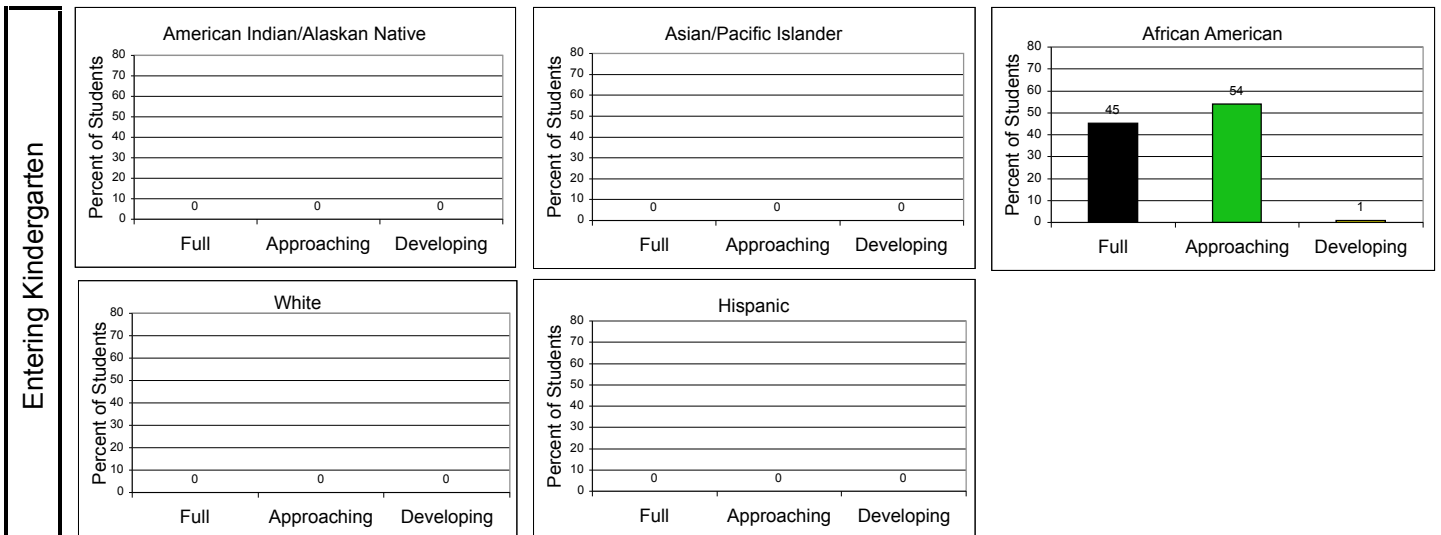 Entering Kindergarten
American Indian/Alaskan Native
Percent of Students
80
70
60
50
40
30
20
10
0
0 0 0
Full Approaching Developing
Asian/Pacific Islander
Percent of Students
80
70
60
50
40
30
20
10
0
0 0 0
Full Approaching Developing
African American
Percent of Students
80
70
60
50
40
30
20
10
0
45 54 1
Full Approaching Developing
White
Percent of Students
80
70
60
50
40
30
20
10
0
0 0 0
Full Approaching Developing
Hispanic
Percent of Students
80
70
60
50
40
30
20
10
0
0 0 0
Full Approaching Developing